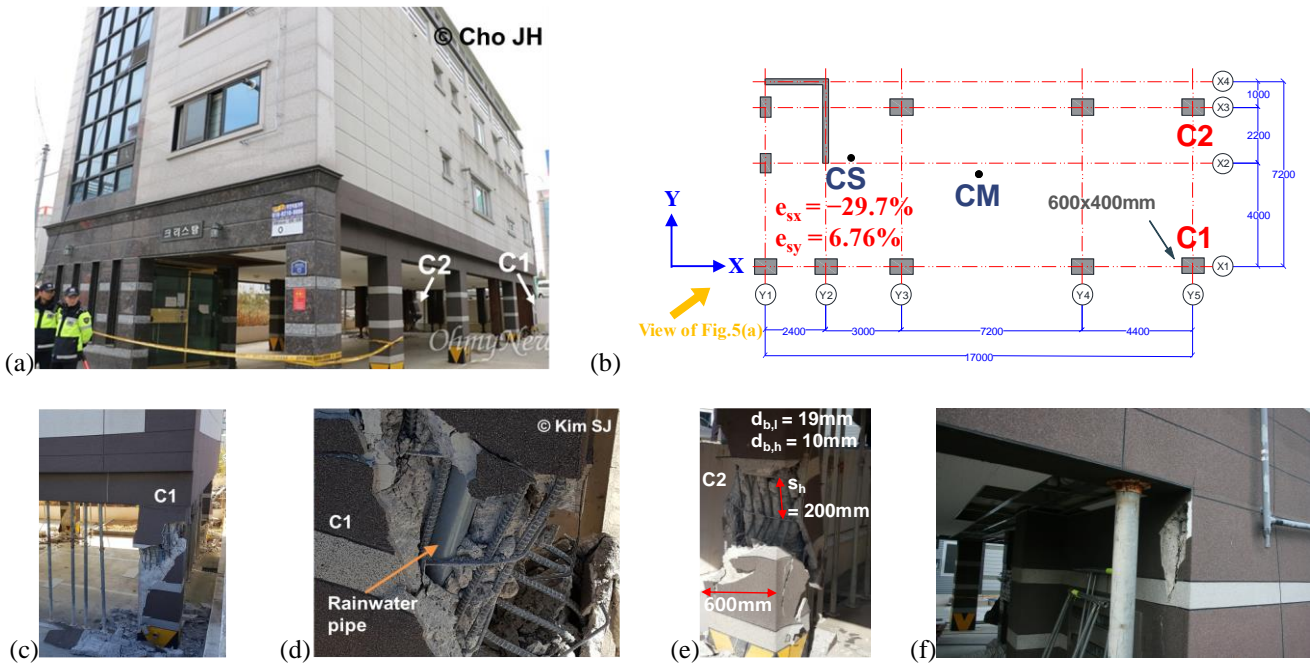 © Cho JH
C2
C1
크리스탈
OhmyNew
(a)
X4
1000
X3
2200
C2
X2
CS
CM
7200
Y
e_sx = −29.7%
600x400mm
4000
e_sy = 6.76%
C1
X
X1
Y1
Y2
Y3
Y4
Y5
View of Fig.5(a)
2400
3000
7200
4400
17000
(b)
C1
(c)
© Kim SJ
C1
Rainwater
pipe
(d)
d_b,l = 19mm
d_b,h = 10mm
C2
s_h
= 200mm
600mm
(e)
(f)